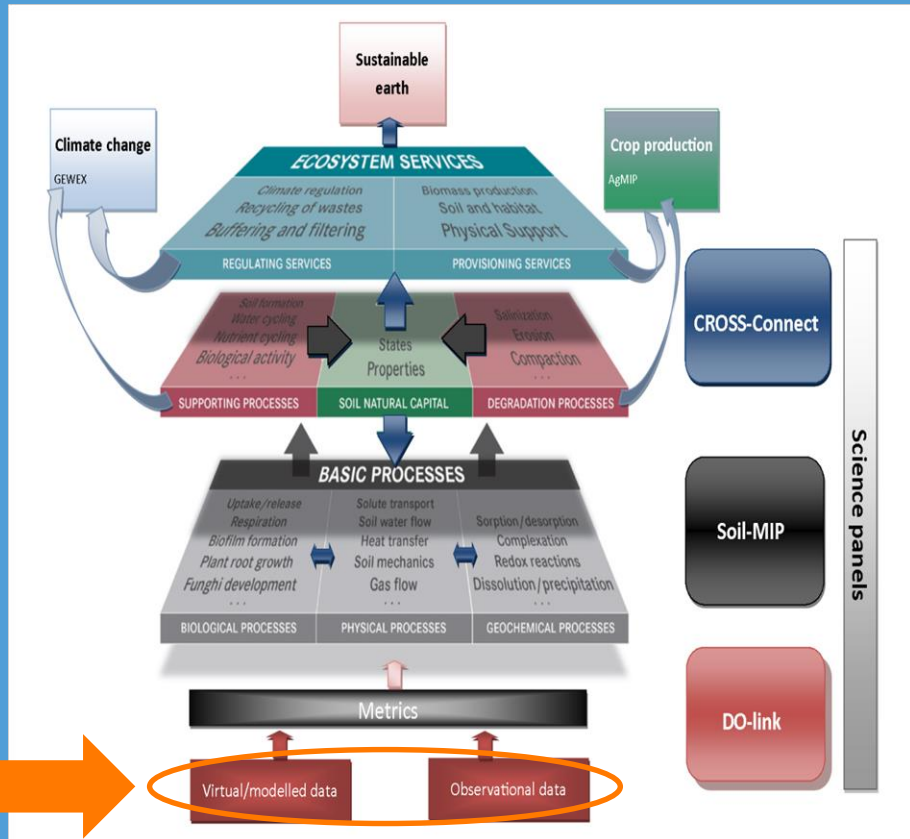 Sustainable
earth
Climate change
GEWEX
Crop production
AgMIP
ECOSYSTEM SERVICES
Climate regulation
Recycling of wastes
Buffering and filtering
Biomass production
Soil and habitat
Physical Support
REGULATING SERVICES
PROVISIONING SERVICES
Soil formation
Water cycling
Nutrient cycling
Biological activity
...
States
Properties
Salinization
Erosion
Compaction
...
SUPPORTING PROCESSES
SOIL NATURAL CAPITAL
DEGRADATION PROCESSES
BASIC PROCESSES
Uptake/release
Respiration
Biofilm formation
Plant root growth
Funghi development
...
Solute transport
Soil water flow
Heat transfer
Soil mechanics
Gas flow
...
Sorption/desorption
Complexation
Redox reactions
Dissolution/precipitation
...
BIOLOGICAL PROCESSES
PHYSICAL PROCESSES
GEOCHEMICAL PROCESSES
Metrics
Virtual/modelled data
Observational data
CROSS-Connect
Soil-MIP
DO-link
Science panels